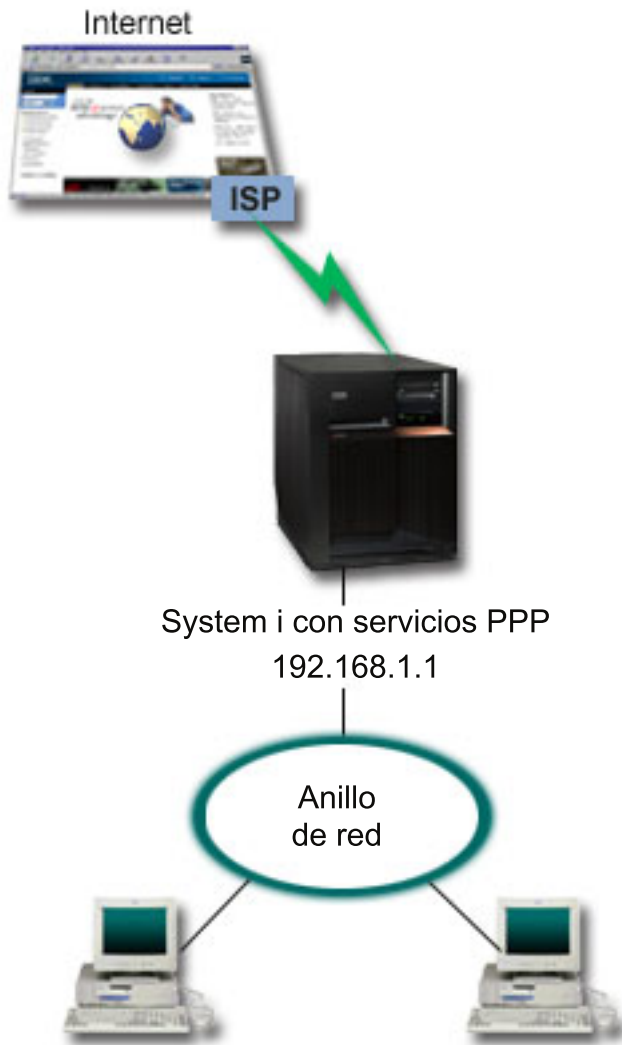 Internet
ISP
System i con servicios PPP
192.168.1.1
Anillo
de red